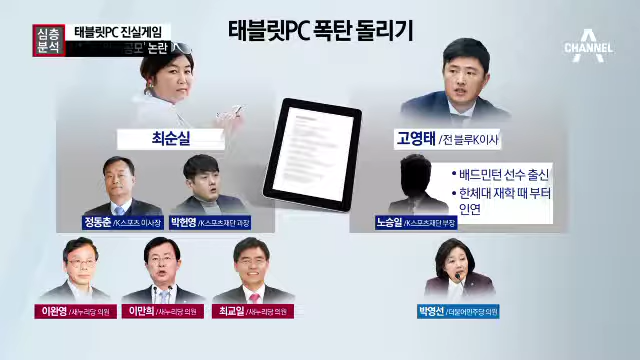 심층
분석
태블릿PC 진실게임
공모' 논란
태블릿PC 폭탄 돌리기
CHANNEL A
최순실
고영태 /전 블루K이사
정동춘 /K스포츠 이사장
박헌영 /K스포츠재단 과장
노승일 /K스포츠재단 부장
• 배드민턴 선수 출신
• 한체대 재학 때 부터
인연
이완영 /새누리당 의원
이만희 /새누리당 의원
최교일 /새누리당 의원
박영선 /더불어민주당 의원